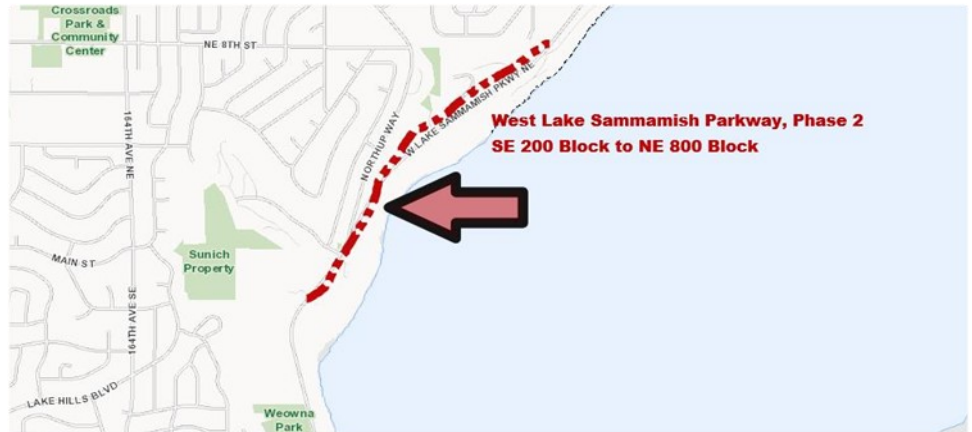 Crossroads
Park &
Community
Center
NE 8TH ST
164TH AVE NE
NORTHUP WAY
W LAKE SAMMAMISH PKWY NE
West Lake Sammamish Parkway, Phase 2
SE 200 Block to NE 800 Block
Sunich
Property
MAIN ST
164TH AVE SE
LAKE HILLS BLVD
Weowna
Park